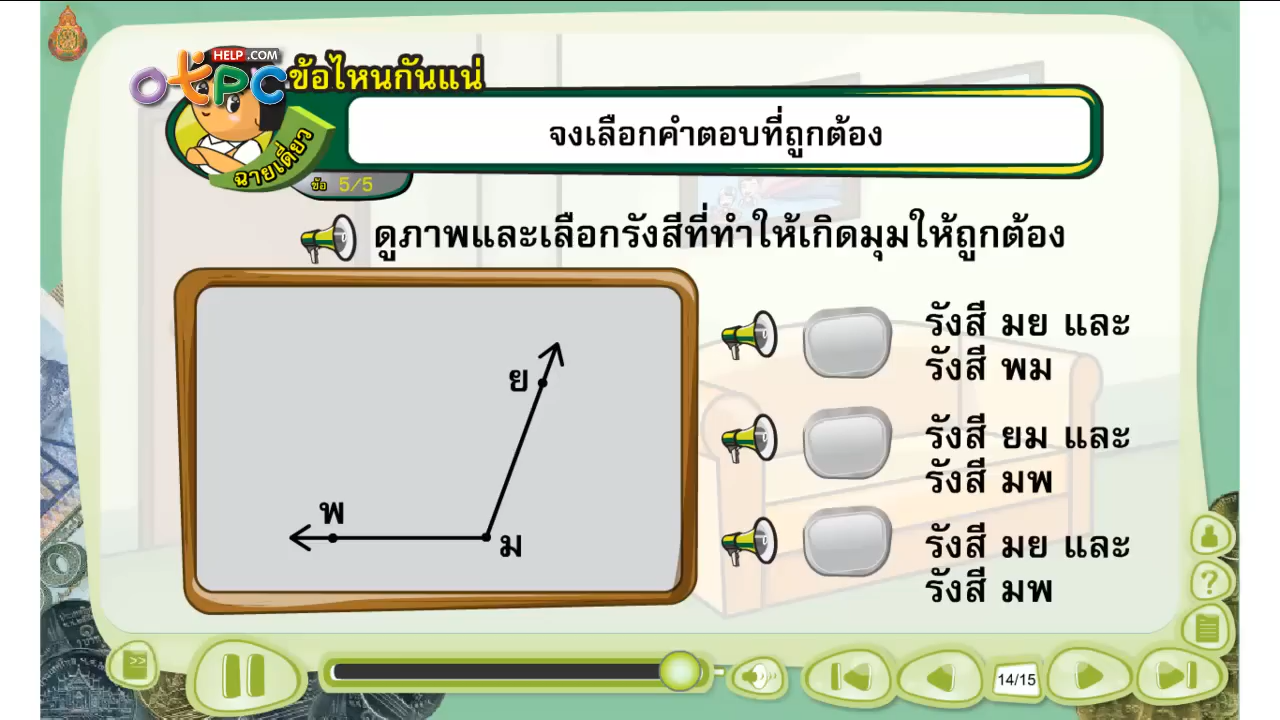 HELP.COM
OTPC
ข้อไหนกันแน่
จงเลือกคำตอบที่ถูกต้อง
ฉายเดี่ยว
ข้อ 5/5
ดูภาพและเลือกรังสีที่ทำให้เกิดมุมให้ถูกต้อง
รังสี มย และ
รังสี พม
รังสี ยม และ
รังสี มพ
รังสี มย และ
รังสี มพ
ย
พ
ม
>>
?
14/15